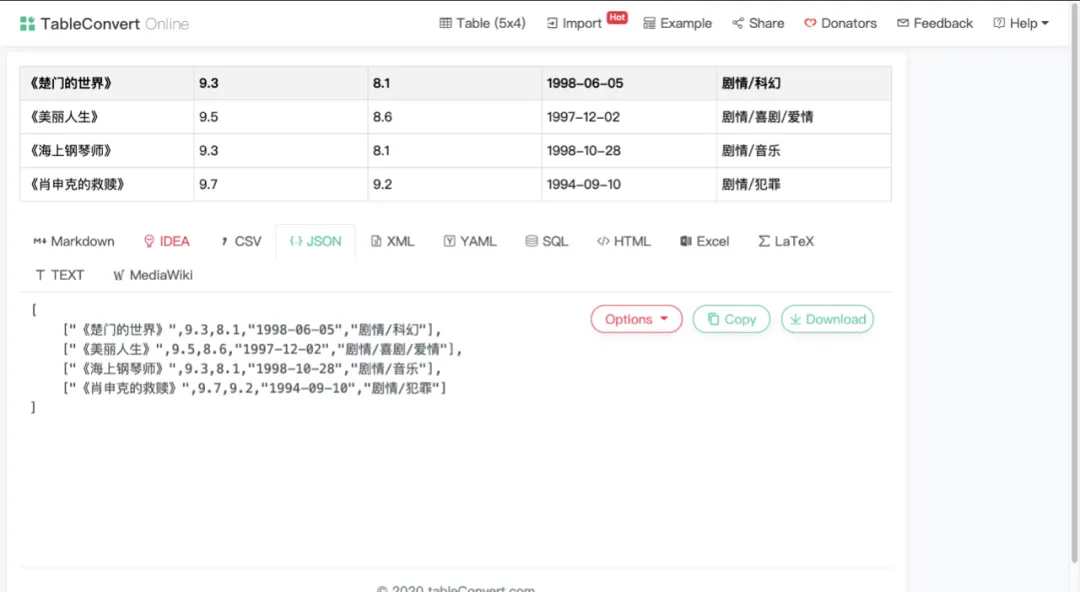 TableConvert Online Table (5x4) Import Hot Example Share Donators Feedback Help
《楚门的世界》 9.3 8.1 1998-06-05 剧情/科幻
《美丽人生》 9.5 8.6 1997-12-02 剧情/喜剧/爱情
《海上钢琴师》 9.3 8.1 1998-10-28 剧情/音乐
《肖申克的救赎》 9.7 9.2 1994-09-10 剧情/犯罪
Markdown IDEA CSV JSON XML YAML SQL HTML Excel LaTeX
TEXT MediaWiki
Options Copy Download
[
["《楚门的世界》",9.3,8.1,"1998-06-05","剧情/科幻"],
["《美丽人生》",9.5,8.6,"1997-12-02","剧情/喜剧/爱情"],
["《海上钢琴师》",9.3,8.1,"1998-10-28","剧情/音乐"],
["《肖申克的救赎》",9.7,9.2,"1994-09-10","剧情/犯罪"]
]
© 2020 tableConvert.com